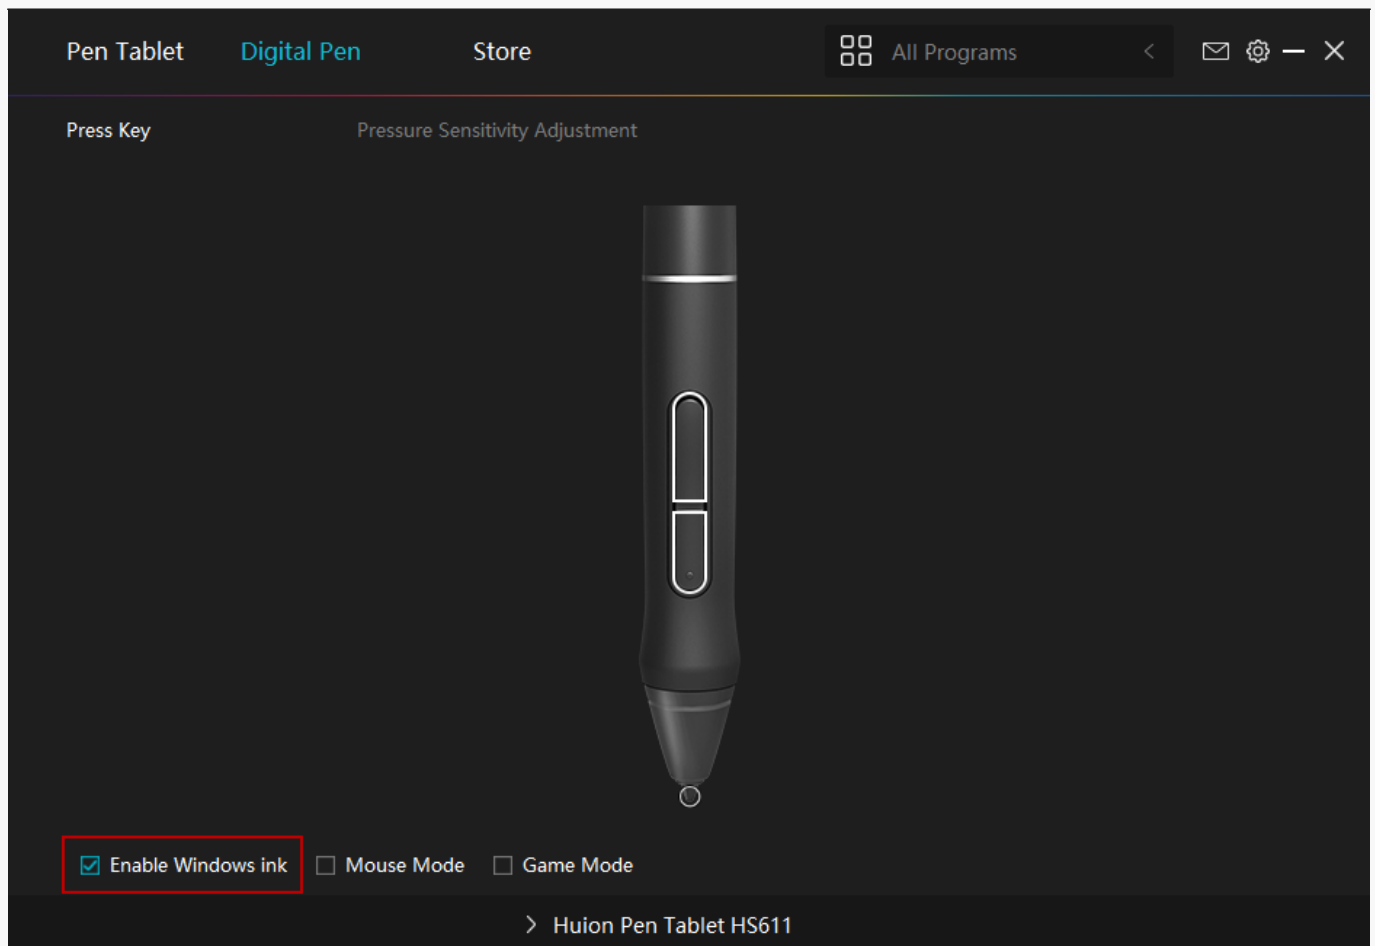 Pen Tablet Digital Pen Store All Programs
Press Key Pressure Sensitivity Adjustment
Enable Windows ink Mouse Mode Game Mode
Huion Pen Tablet HS611